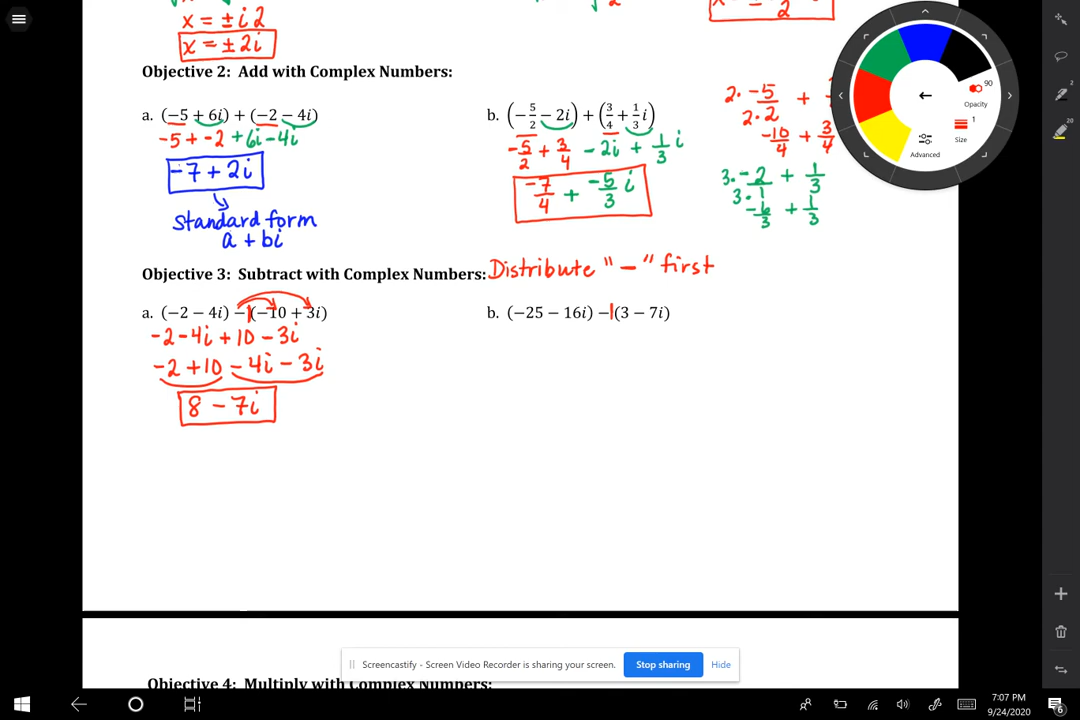 x = ± i 2
x = ± 2i
2
Objective 2: Add with Complex Numbers:
a. (−5 + 6i) + (−2 − 4i)
-5 + -2 + 6i - 4i
-7 + 2i
Standard form
a + bi
b. (−5/2 − 2i) + (3/4 + 1/3 i)
-5/2 + 3/4 - 2i + 1/3 i
-7/4 + -5/3 i
2· -5 / 2·2 +
-10/4 + 3/4
3· -2 / 3·1 + 1/3
-6/3 + 1/3
Objective 3: Subtract with Complex Numbers: Distribute "−" first
a. (−2 − 4i) −1(−10 + 3i)
-2 - 4i + 10 - 3i
-2 + 10 - 4i - 3i
8 - 7i
b. (−25 − 16i) −1(3 − 7i)
Objective 4: Multiply with Complex Numbers:
90
Opacity
1
Size
Advanced
2
20
Screencastify - Screen Video Recorder is sharing your screen.
Stop sharing
Hide
7:07 PM
9/24/2020
6